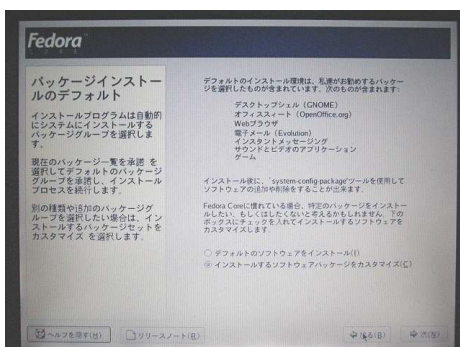 Fedora
CORE
パッケージインストー
ルのデフォルト
インストールプログラムは自動的
にシステムにインストールする
パッケージグループを選択しま
す。
現在のパッケージ一覧を承諾 を
選択してデフォルトのパッケージ
グループを承諾し、インストール
プロセスを続行します。
別の種類や追加のパッケージグ
ループを選択したい場合は、イン
ストールするパッケージセットを
カスタマイズ を選択します。
デフォルトのインストール環境は、私達がお勧めするパッケー
ジを選択したものが含まれています。次のものが含まれます:
デスクトップシェル (GNOME)
オフィススィート (OpenOffice.org)
Webブラウザ
電子メール (Evolution)
インスタントメッセージング
サウンドとビデオのアプリケーション
ゲーム
インストール後に、`system-config-package'ツールを使用して
ソフトウェアの追加や削除をすることが出来ます。
Fedora Coreに慣れている場合、特定のパッケージをインストー
ルしたい、もしくはしたくないと考えるかもしれません。下の
ボックスにチェックを入れてインストールするソフトウェアを
カスタマイズします。
デフォルトのソフトウェアをインストール(I)
インストールするソフトウェアパッケージをカスタマイズ(C)
ヘルプを隠す(H)
リリースノート(R)
戻る(B)
次(N)